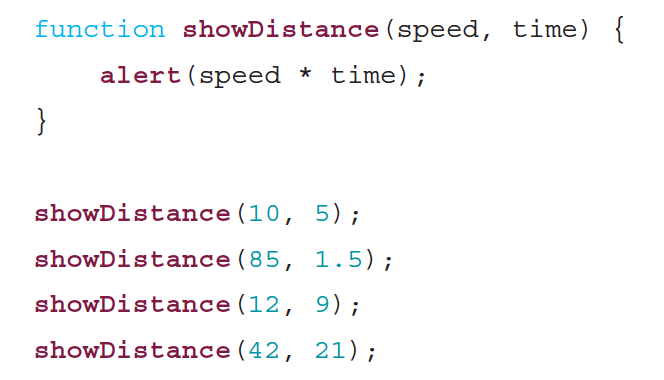 function showDistance(speed, time) {
    alert(speed * time);
}
showDistance(10, 5);
showDistance(85, 1.5);
showDistance(12, 9);
showDistance(42, 21);